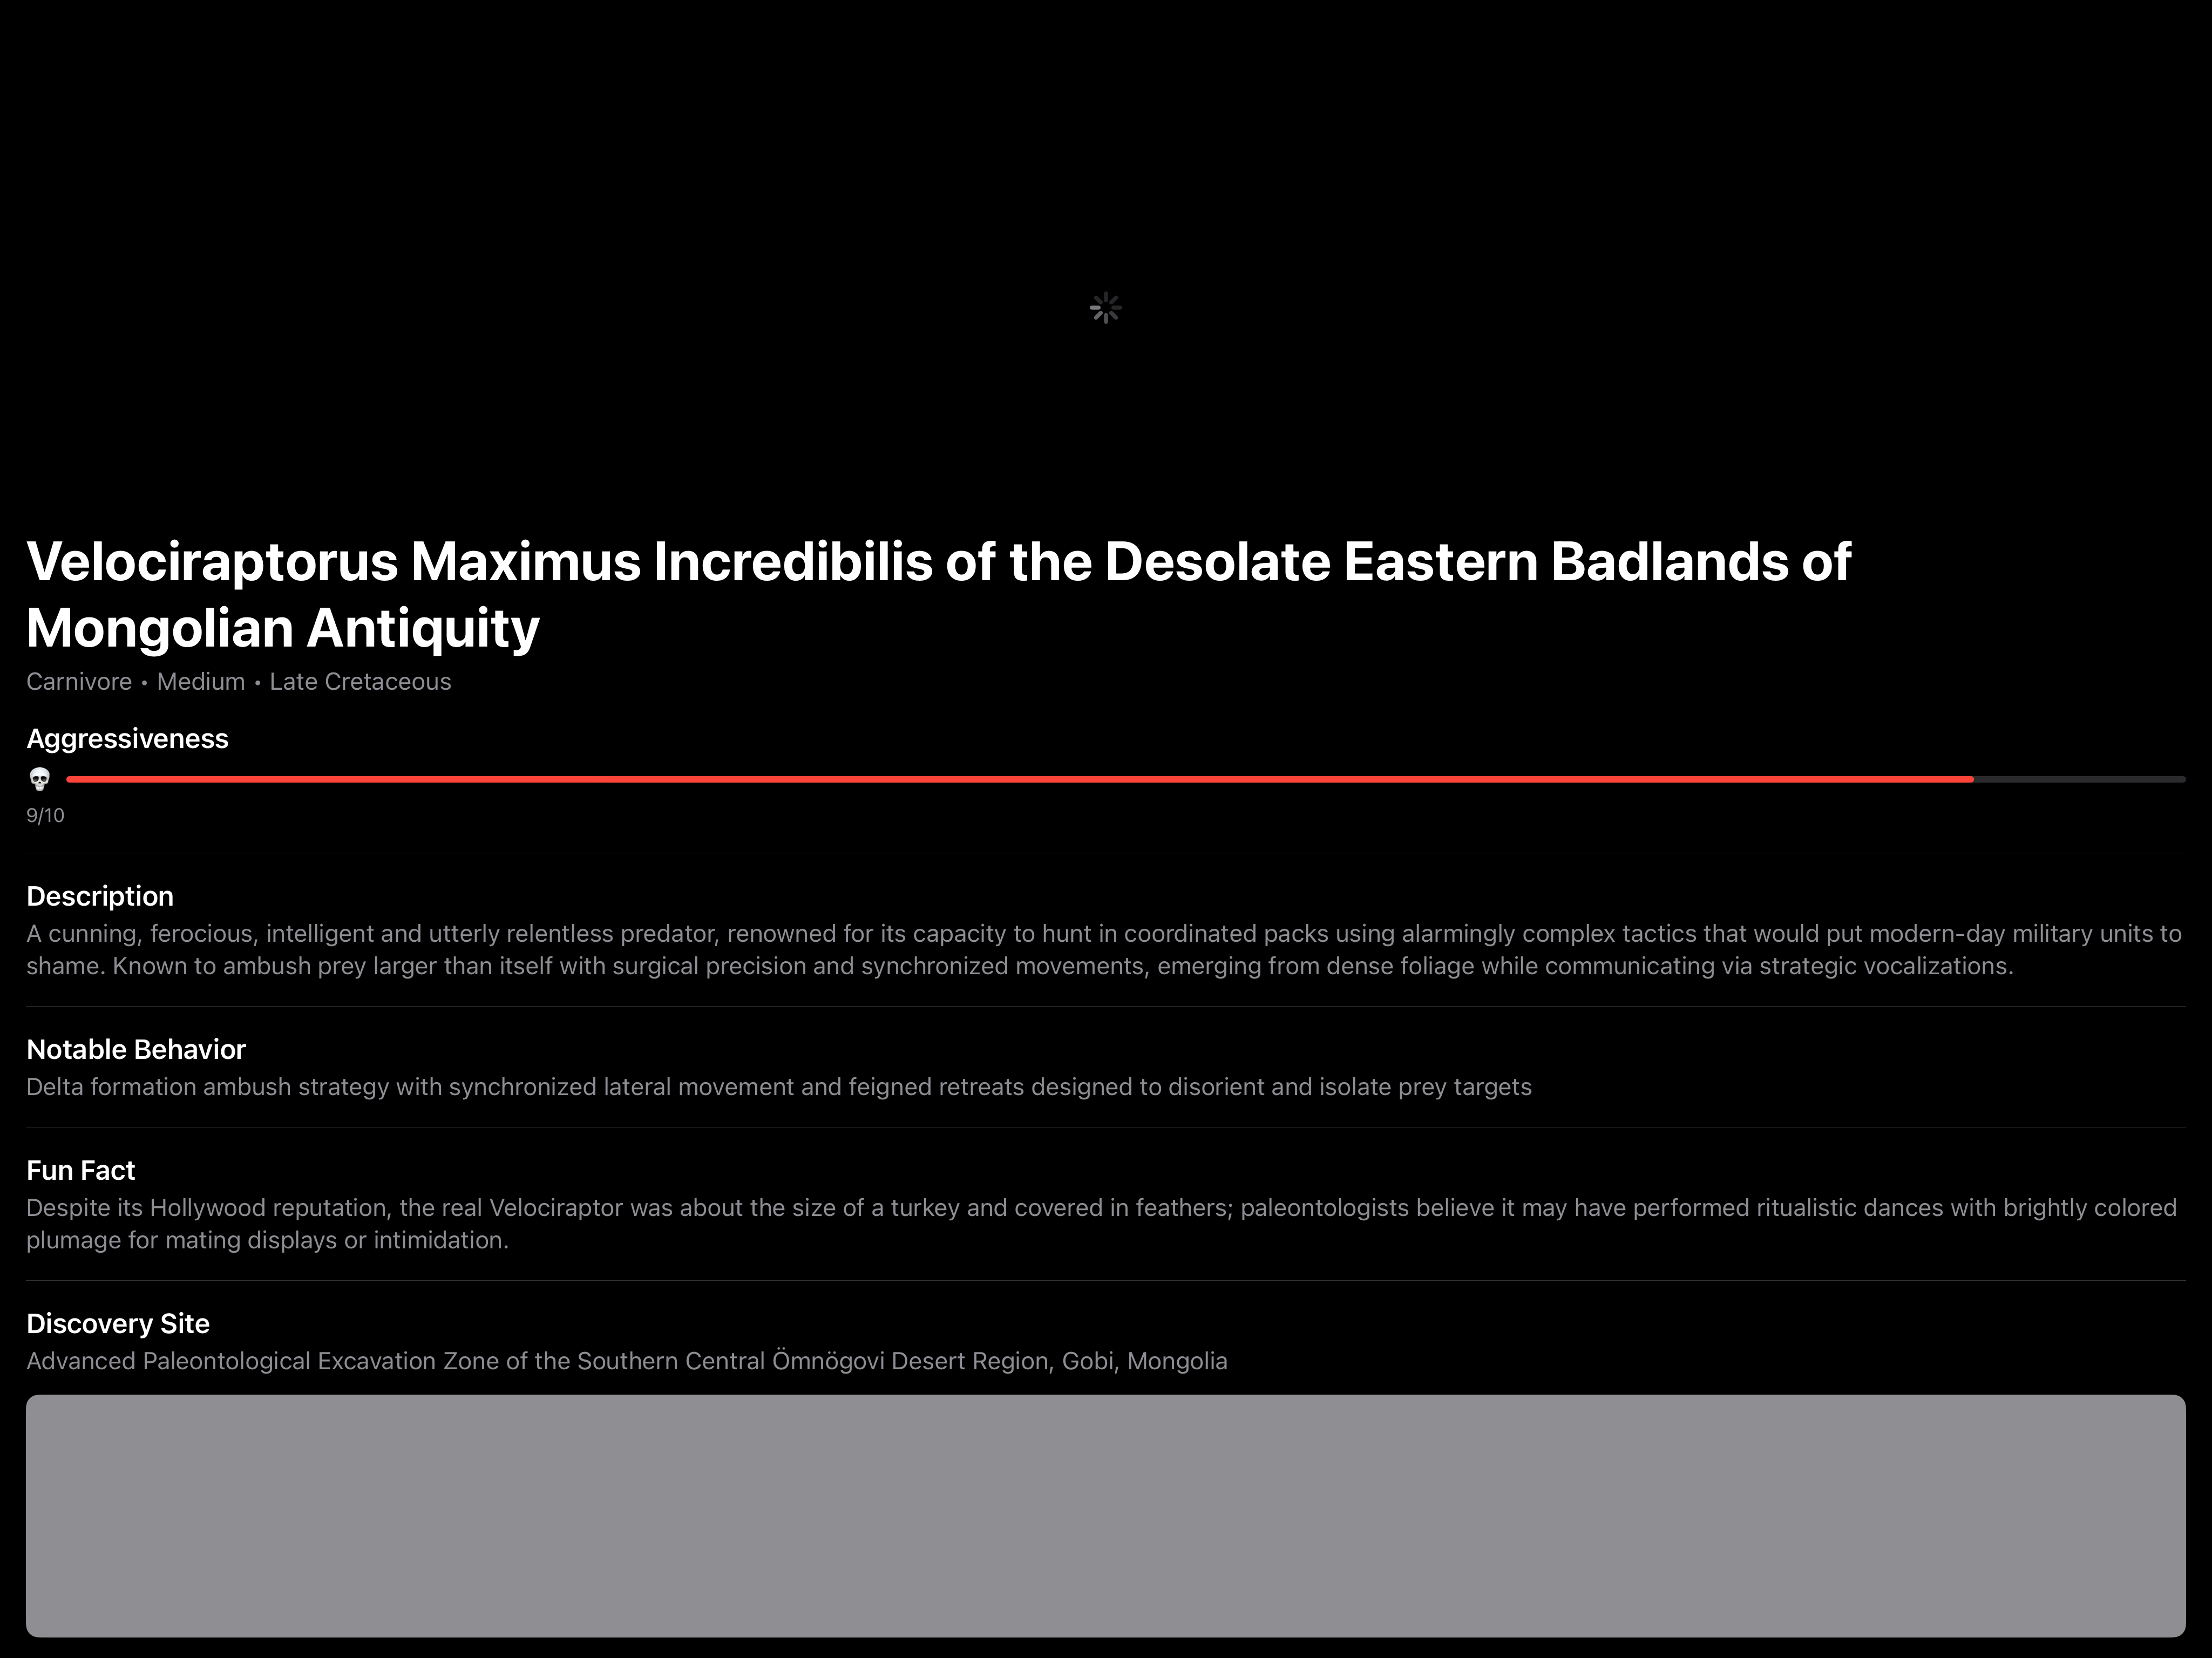 Velociraptorus Maximus Incredibilis of the Desolate Eastern Badlands of
Mongolian Antiquity
Carnivore • Medium • Late Cretaceous
Aggressiveness
9/10
Description
A cunning, ferocious, intelligent and utterly relentless predator, renowned for its capacity to hunt in coordinated packs using alarmingly complex tactics that would put modern-day military units to
shame. Known to ambush prey larger than itself with surgical precision and synchronized movements, emerging from dense foliage while communicating via strategic vocalizations.
Notable Behavior
Delta formation ambush strategy with synchronized lateral movement and feigned retreats designed to disorient and isolate prey targets
Fun Fact
Despite its Hollywood reputation, the real Velociraptor was about the size of a turkey and covered in feathers; paleontologists believe it may have performed ritualistic dances with brightly colored
plumage for mating displays or intimidation.
Discovery Site
Advanced Paleontological Excavation Zone of the Southern Central Ömnögovi Desert Region, Gobi, Mongolia